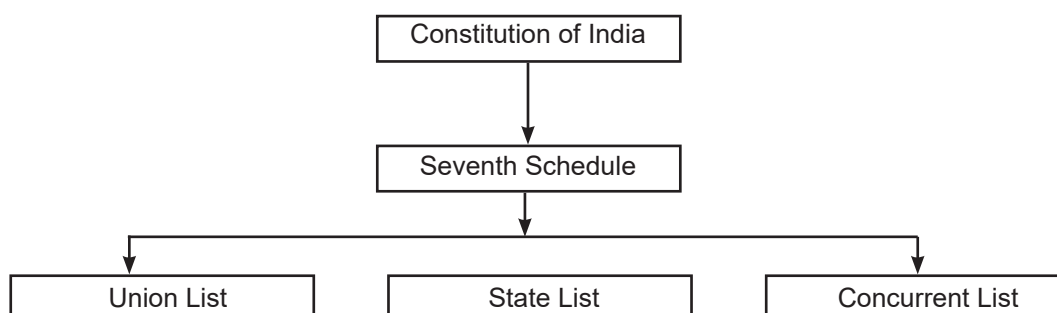 Constitution of India
Seventh Schedule
Union List
State List
Concurrent List